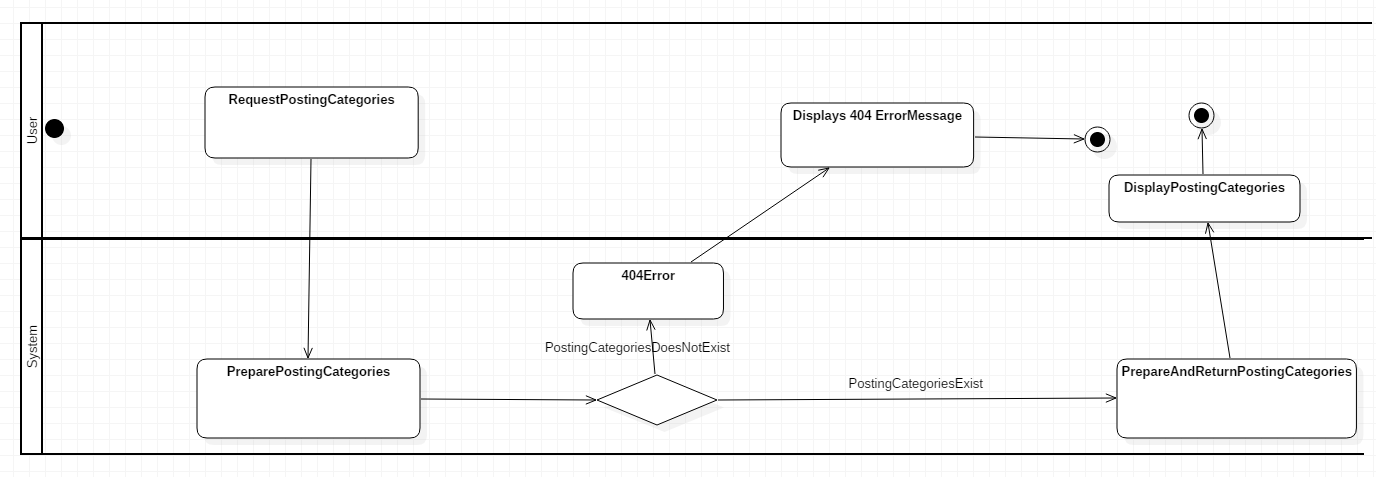 User
RequestPostingCategories
Displays 404 ErrorMessage
DisplayPostingCategories
System
404Error
PostingCategoriesDoesNotExist
PreparePostingCategories
PostingCategoriesExist
PrepareAndReturnPostingCategories